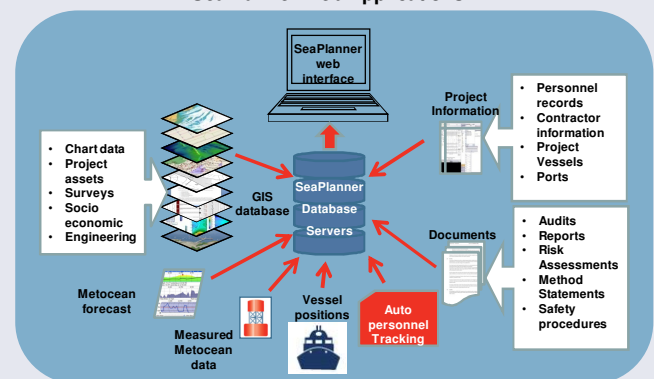 SeaPlanner
web
interface
Project
Information
• Personnel
records
• Contractor
information
• Project
Vessels
• Ports
• Chart data
• Project
assets
• Surveys
• Socio
economic
• Engineering
GIS
database
SeaPlanner
Database
Servers
Documents
• Audits
• Reports
• Risk
Assessments
• Method
Statements
• Safety
procedures
Metocean
forecast
Measured
Metocean
data
Vessel
positions
Auto
personnel
Tracking